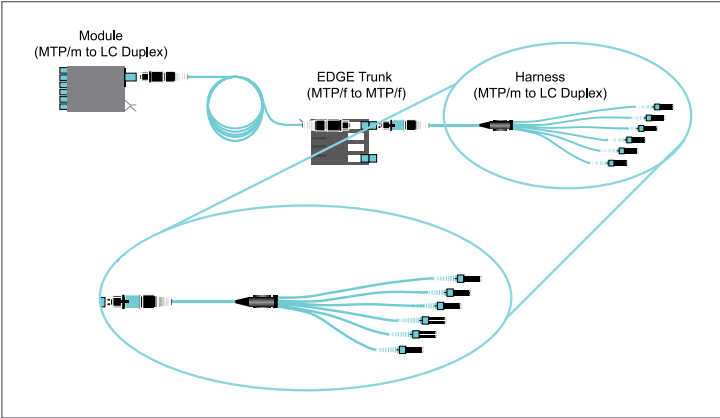 Module
(MTP/m to LC Duplex)
EDGE Trunk
(MTP/f to MTP/f)
Harness
(MTP/m to LC Duplex)